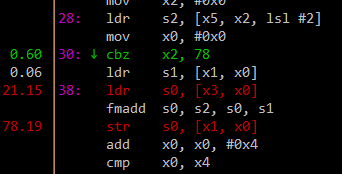 mov x2, #0x0
28: ldr s2, [x5, x2, lsl #2]
mov x0, #0x0
0.60 30: ↓ cbz x2, 78
0.06 ldr s1, [x1, x0]
21.15 38: ldr s0, [x3, x0]
fmadd s0, s2, s0, s1
78.19 str s0, [x1, x0]
add x0, x0, #0x4
cmp x0, x4